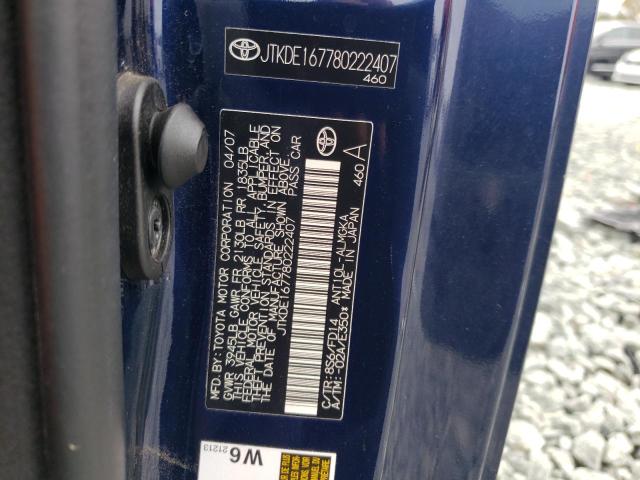 JTKDE167780222407
460
MFD. BY: TOYOTA MOTOR CORPORATION 04/07
GVWR 3945LB GAWR FR 2130LB RR 1835LB
THIS VEHICLE CONFORMS TO ALL APPLICABLE
FEDERAL MOTOR VEHICLE SAFETY, BUMPER, AND
THEFT PREVENTION STANDARDS IN EFFECT ON
THE DATE OF MANUFACTURE SHOWN ABOVE.
JTKDE167780222407 PASS CAR
C/TR: 8S6/FD14 ANT10L-ALMGKA
A/TM: -02A/E350* MADE IN JAPAN
460 A
W6
21213